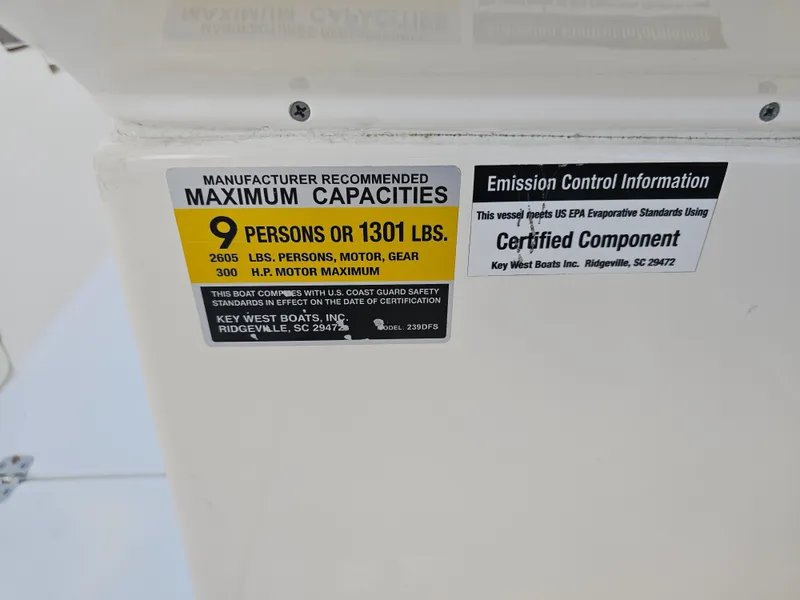 MANUFACTURER RECOMMENDED
MAXIMUM CAPACITIES
9 PERSONS OR 1301 LBS.
2605 LBS. PERSONS, MOTOR, GEAR
300 H.P. MOTOR MAXIMUM
THIS BOAT COMPLIES WITH U.S. COAST GUARD SAFETY
STANDARDS IN EFFECT ON THE DATE OF CERTIFICATION
KEY WEST BOATS, INC.
RIDGEVILLE, SC 29472
MODEL: 239DFS
Emission Control Information
This vessel meets US EPA Evaporative Standards Using
Certified Component
Key West Boats Inc. Ridgeville, SC 29472